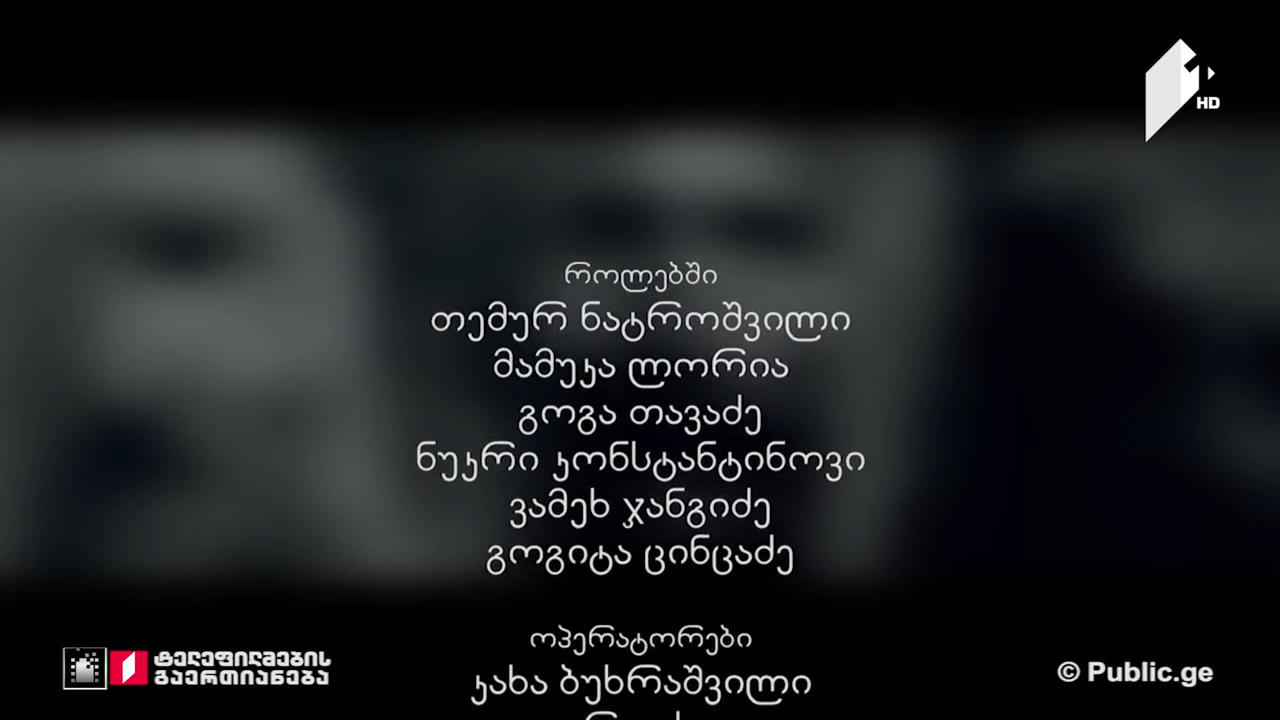 HD
როლებში
თემურ ნატროშვილი
მამუკა ლორია
გოგა თავაძე
ნუკრი კონსტანტინოვი
ვამეხ ჯანგიძე
გოგიტა ცინცაძე
ოპერატორები
კახა ბუხრაშვილი
ტელეფილმების
გაერთიანება
© Public.ge